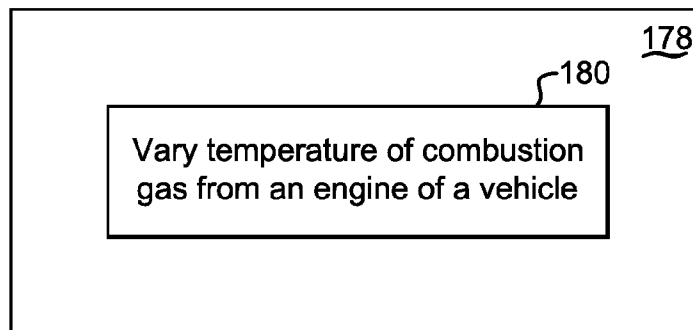 178
180
Vary temperature of combustion
gas from an engine of a vehicle